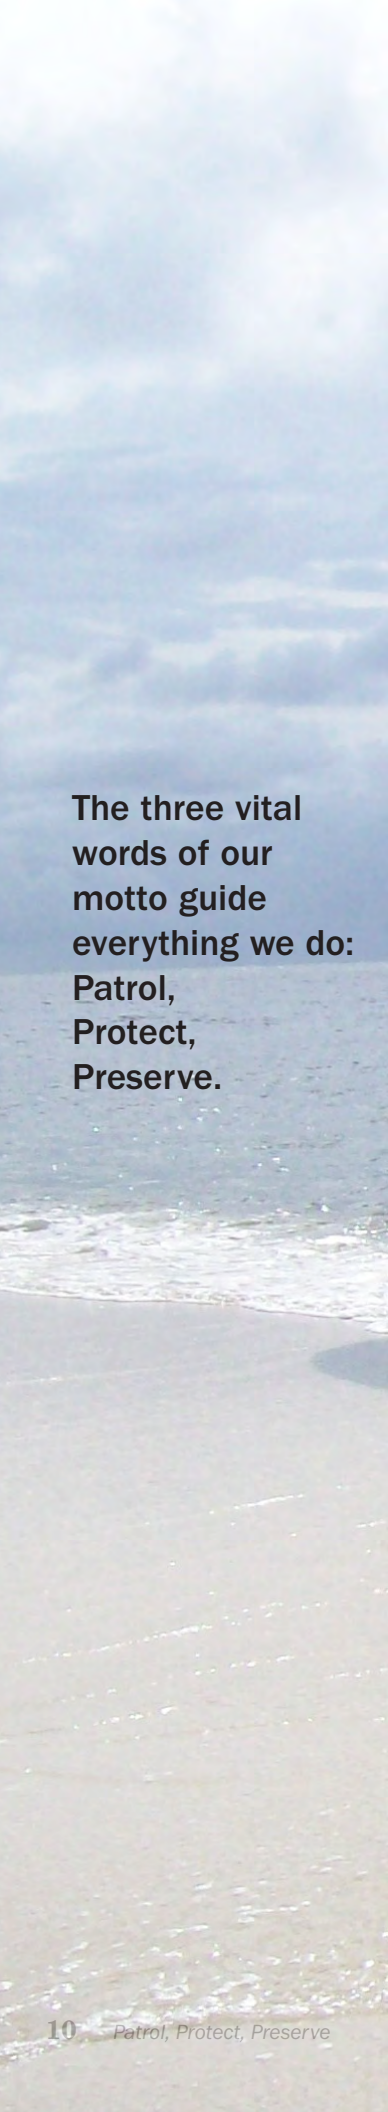 The three vital
words of our
motto guide
everything we do:
Patrol,
Protect,
Preserve.
10 Patrol, Protect, Preserve